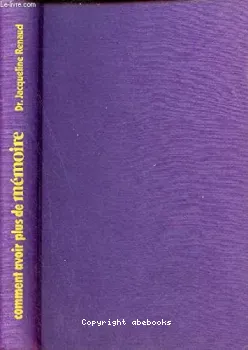 Le-Livre.com
comment avoir plus de mémoire Dr. Jacqueline Renaud
Copyright abebooks